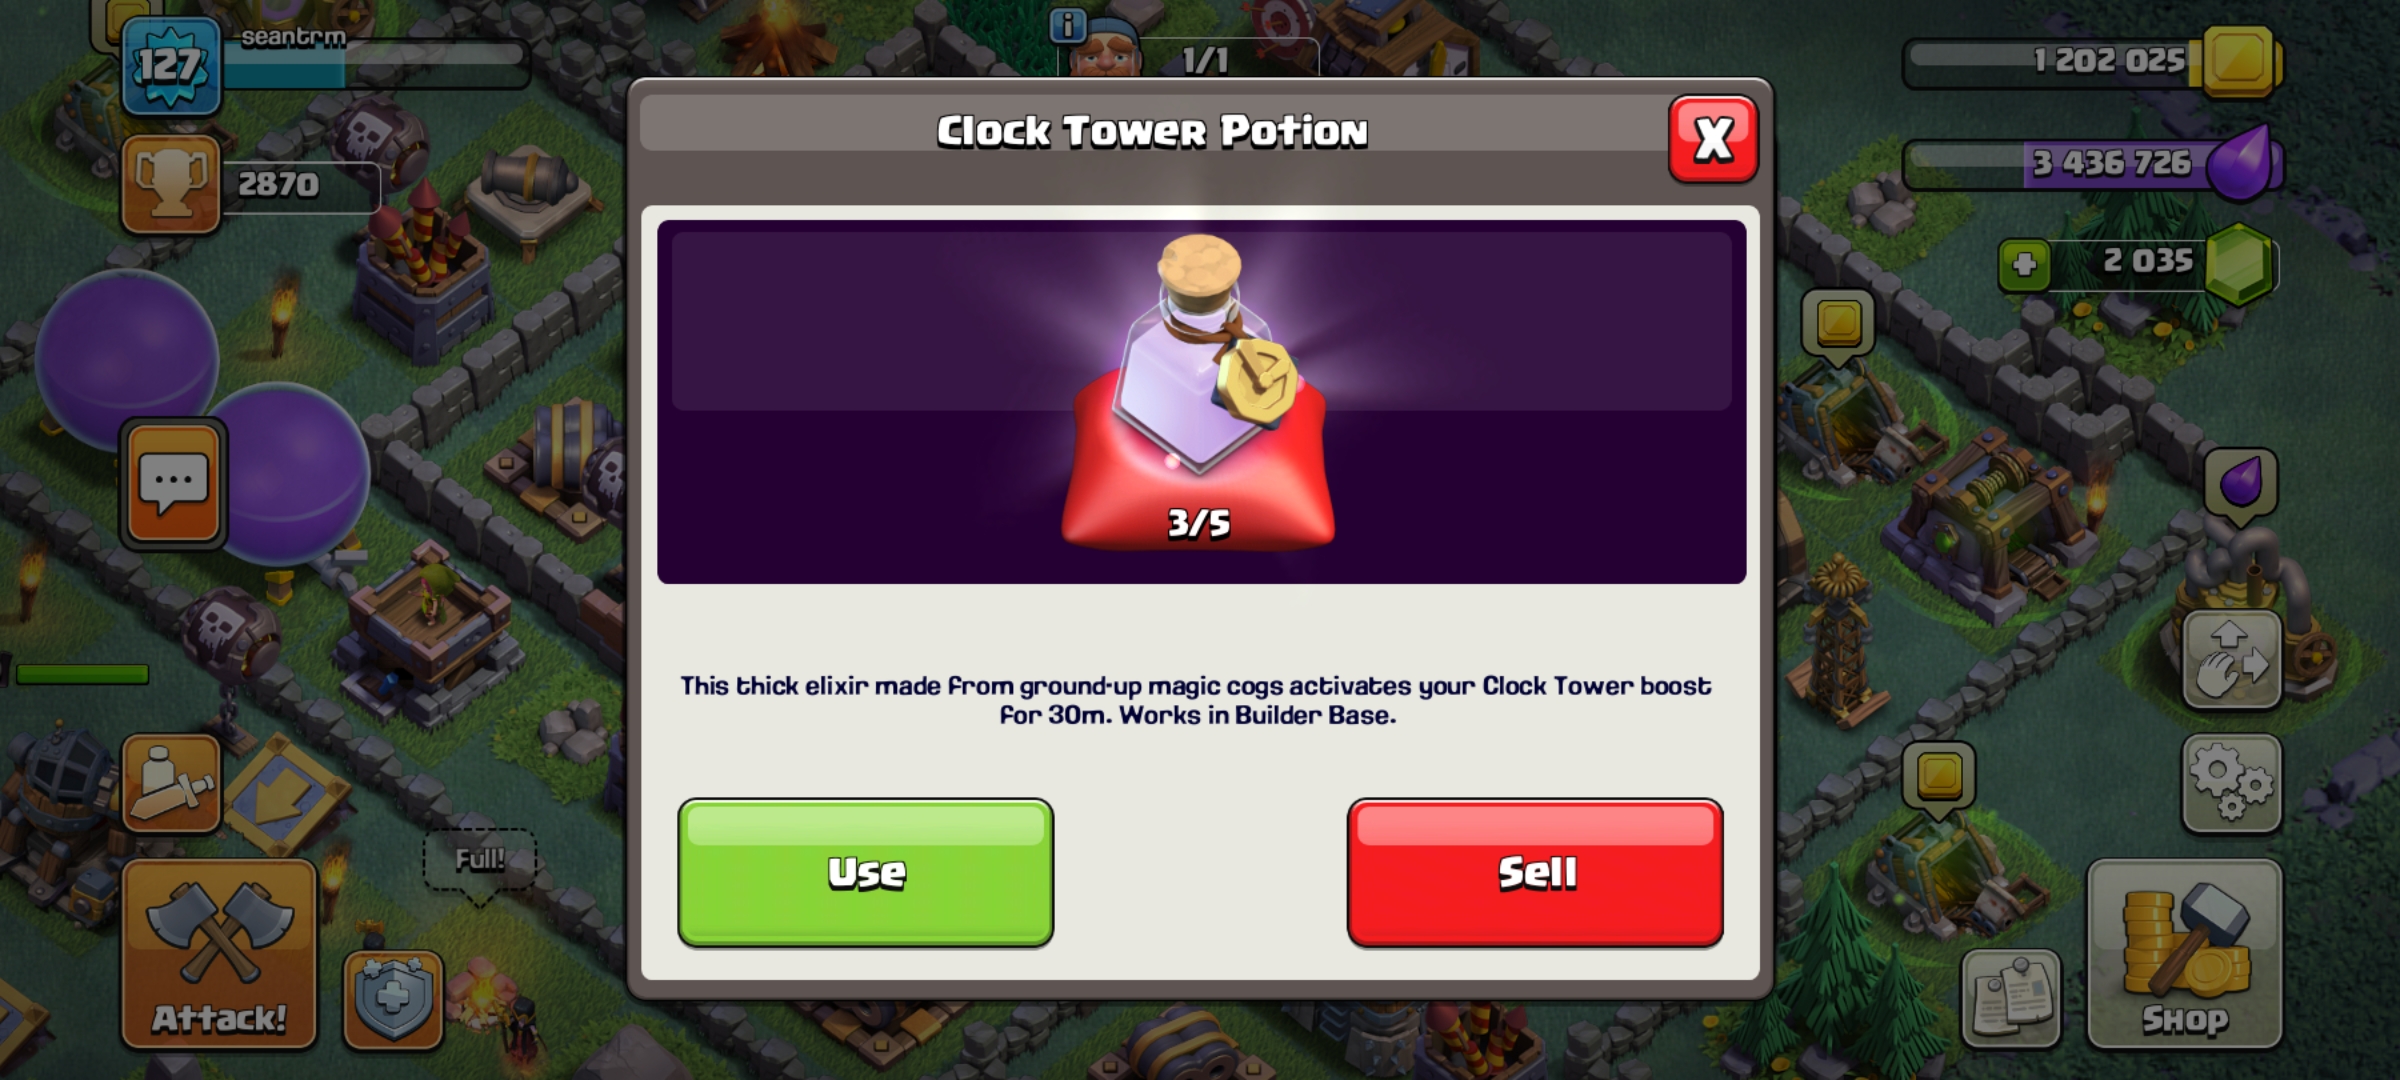 127
seantrm
1/1
1 202 025
2870
3 436 726
2 035
Clock Tower Potion
X
3/5
This thick elixir made from ground-up magic cogs activates your Clock Tower boost
for 30m. Works in Builder Base.
Use
Sell
Full!
Attack!
Shop